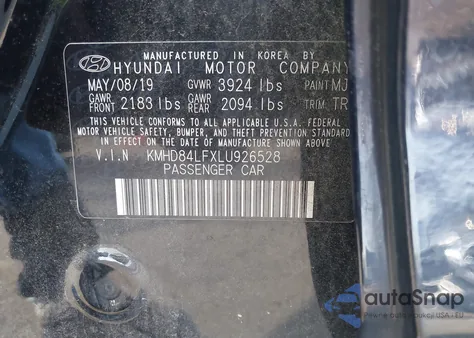 MANUFACTURED IN KOREA BY
HYUNDAI MOTOR COMPANY
MAY/08/19 GVWR 3924 lbs PAINT MJ
GAWR FRONT 2183 lbs GAWR REAR 2094 lbs TRIM TR
THIS VEHICLE CONFORMS TO ALL APPLICABLE U.S.A. FEDERAL
MOTOR VEHICLE SAFETY, BUMPER, AND THEFT PREVENTION
STANDARDS IN EFFECT ON THE DATE OF MANUFACTURE
SHOWN ABOVE.
V.I.N KMHD84LFXLU926528
PASSENGER CAR
autoSnap